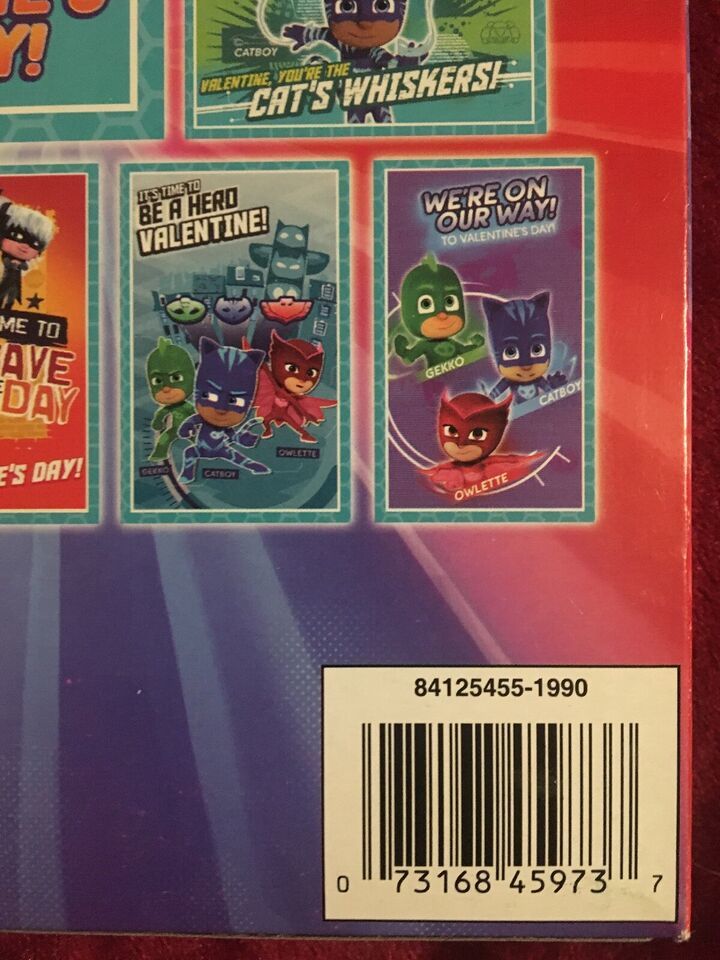 Y!
CATBOY
VALENTINE, YOU'RE THE
CAT'S WHISKERS!
ME TO
AVE
DAY
E'S DAY!
IT'S TIME TO
BE A HERO
VALENTINE!
GEKKO
CATBOY
OWLETTE
WE'RE ON
OUR WAY!
TO VALENTINE'S DAY!
GEKKO
CATBOY
OWLETTE
84125455-1990
0 73168 45973 7